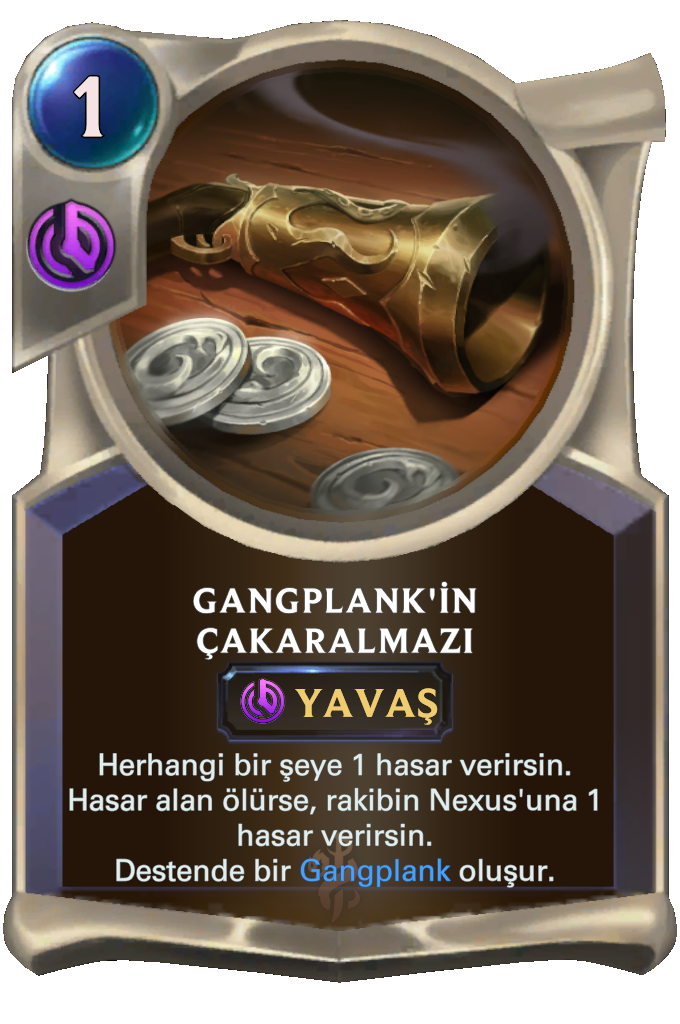 1
GANGPLANK'İN
ÇAKARALMAZI
YAVAŞ
Herhangi bir şeye 1 hasar verirsin.
Hasar alan ölürse, rakibin Nexus'una 1
hasar verirsin.
Destende bir Gangplank oluşur.